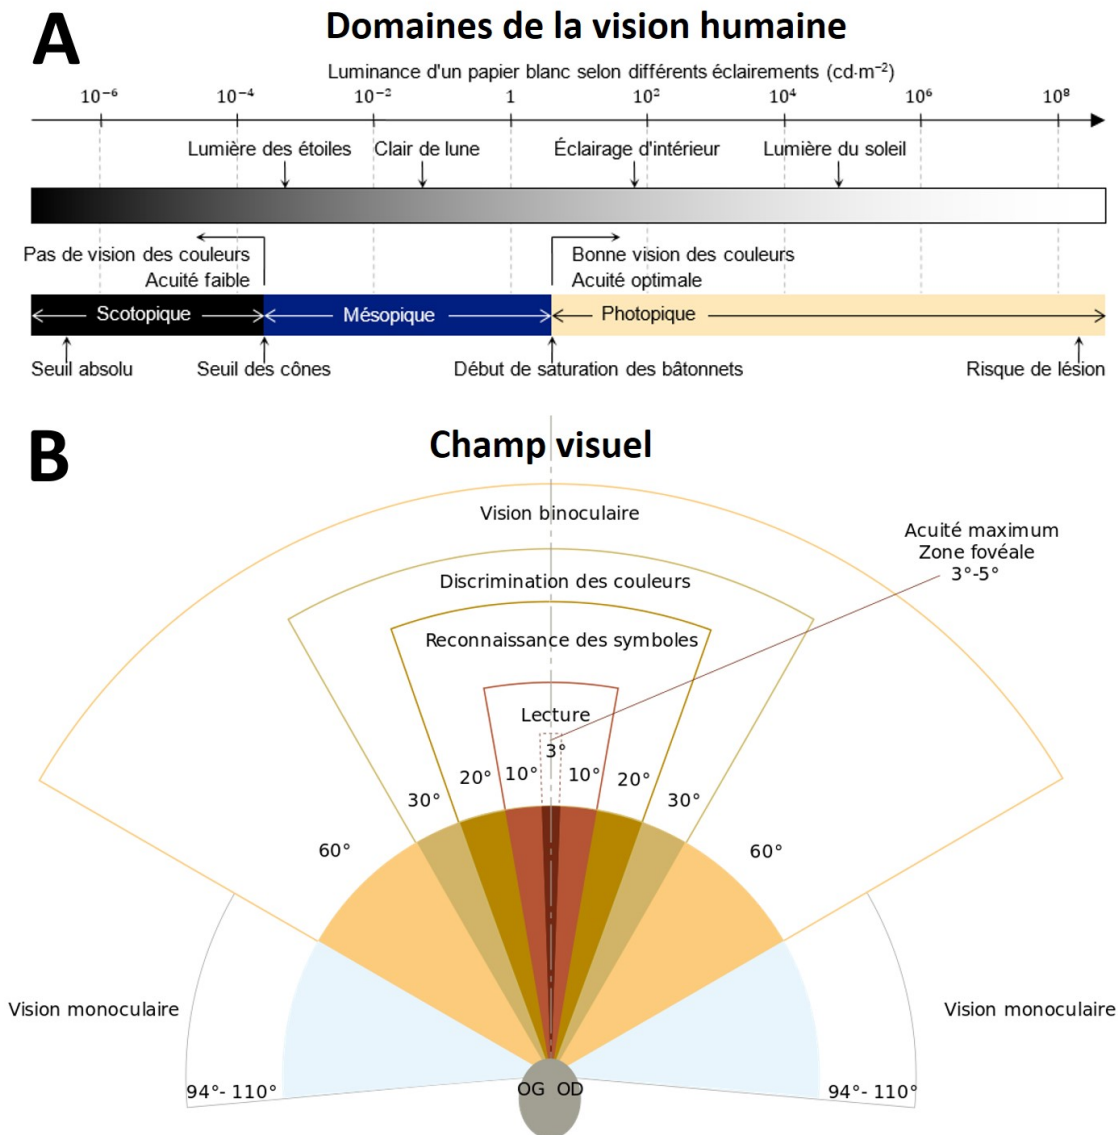 A
Domaines de la vision humaine
Luminance d'un papier blanc selon différents éclairements (cd·m⁻²)
10⁻⁶ 10⁻⁴ 10⁻² 1 10² 10⁴ 10⁶ 10⁸
Lumière des étoiles Clair de lune Éclairage d'intérieur Lumière du soleil
Pas de vision des couleurs Bonne vision des couleurs
Acuité faible Acuité optimale
Scotopique Mésopique Photopique
Seuil absolu Seuil des cônes Début de saturation des bâtonnets Risque de lésion
B
Champ visuel
Vision binoculaire
Acuité maximum
Zone fovéale
3°-5°
Discrimination des couleurs
Reconnaissance des symboles
Lecture
3°
20° 10° 10° 20°
30° 30°
60° 60°
Vision monoculaire Vision monoculaire
94°- 110° OG OD 94°- 110°